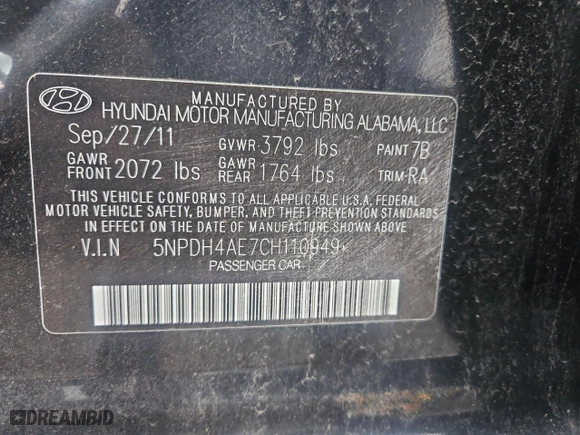 MANUFACTURED BY
HYUNDAI MOTOR MANUFACTURING ALABAMA, LLC
Sep/27/11 GVWR 3792 lbs PAINT 7B
GAWR FRONT 2072 lbs GAWR REAR 1764 lbs TRIM RA
THIS VEHICLE CONFORMS TO ALL APPLICABLE U.S.A. FEDERAL
MOTOR VEHICLE SAFETY, BUMPER, AND THEFT PREVENTION STANDARDS
IN EFFECT ON THE DATE OF MANUFACTURE SHOWN ABOVE.
V.I.N 5NPDH4AE7CH110949
PASSENGER CAR
DREAMBID